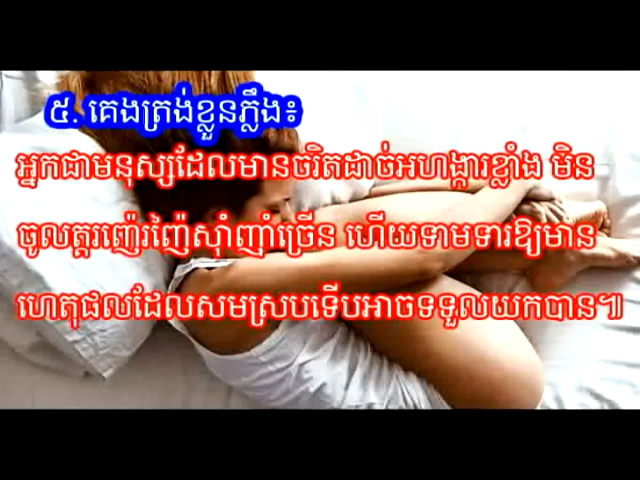 ៥. គេងត្រង់ខ្លួនភ្លឹង៖
អ្នកជាមនុស្សដែលមានចរិតដាច់អហង្ការខ្លាំង មិន
ចូលត្តរញ៉េរញ៉ៃស៊ាំញ៉ាំច្រើន ហើយទាមទារឱ្យមាន
ហេតុផលដែលសមស្របទើបអាចទទួលយកបាន៕